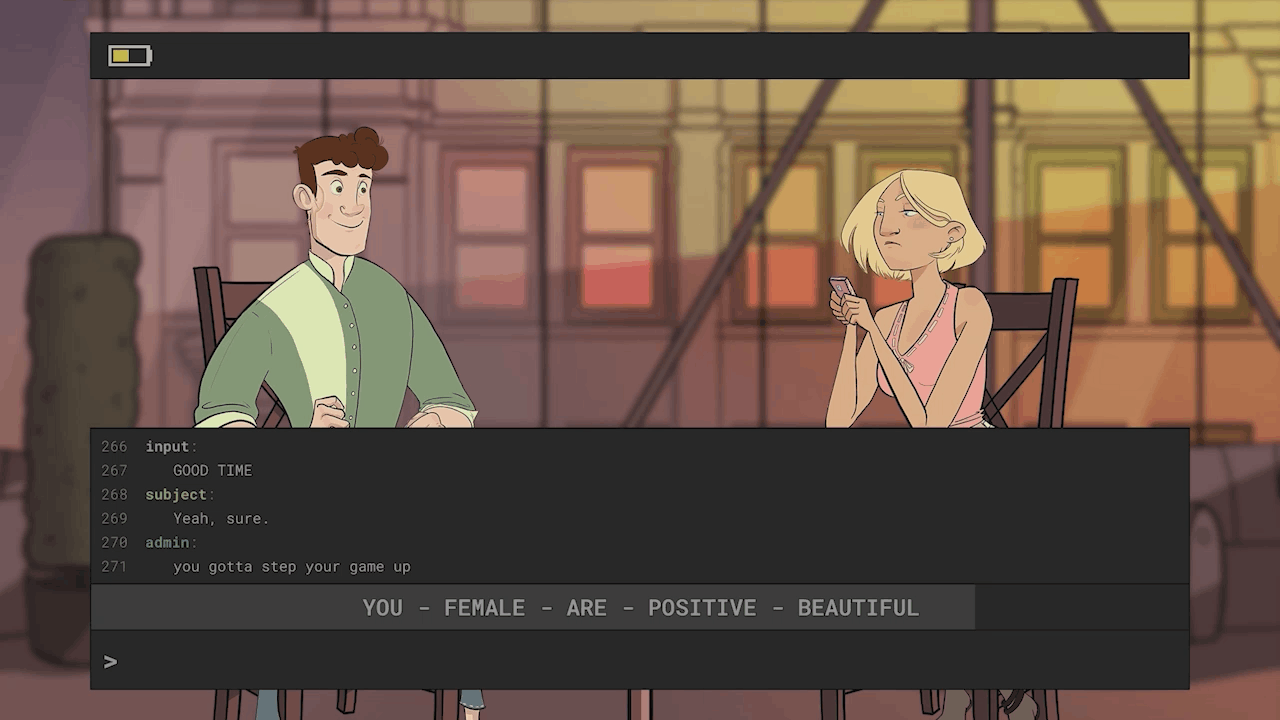 266 input:
267 GOOD TIME
268 subject:
269 Yeah, sure.
270 admin:
271 you gotta step your game up
YOU - FEMALE - ARE - POSITIVE - BEAUTIFUL
>